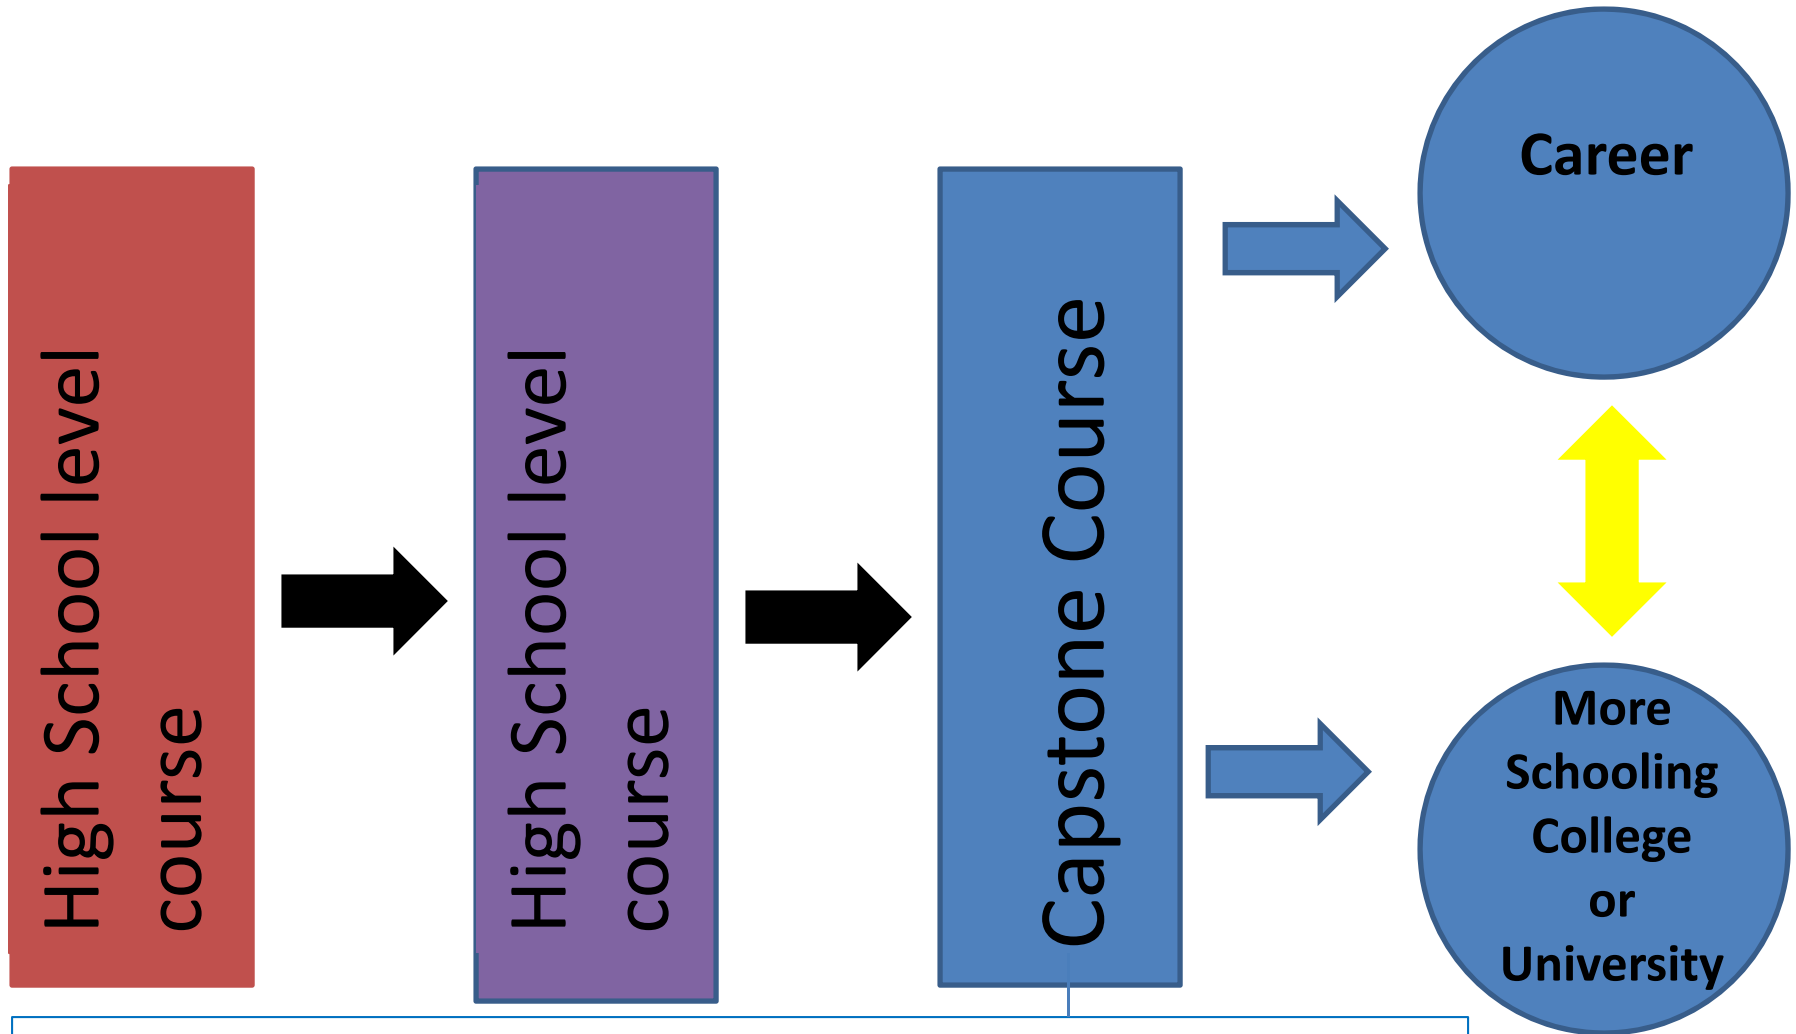 High School level
course
High School level
course
Capstone Course
Career
More
Schooling
College
or
University